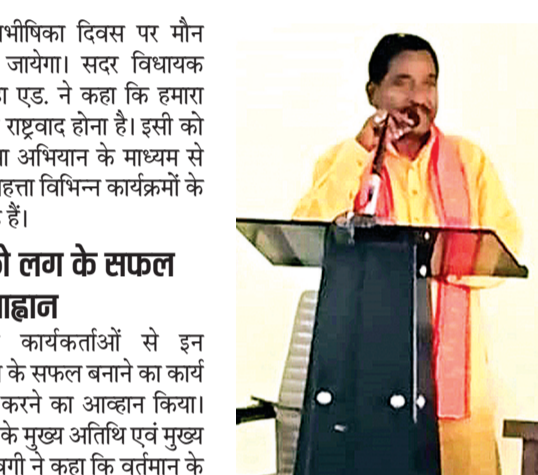 भीषिका दिवस पर मौन
जायेगा। सदर विधायक
एड. ने कहा कि हमारा
राष्ट्रवाद होना है। इसी को
अभियान के माध्यम से
हत्ता विभिन्न कार्यक्रमों के
हैं।
लग के सफल
ह्वान
कार्यकर्ताओं से इन
के सफल बनाने का कार्य
करने का आव्हान किया।
के मुख्य अतिथि एवं मुख्य
ने कहा कि वर्तमान के